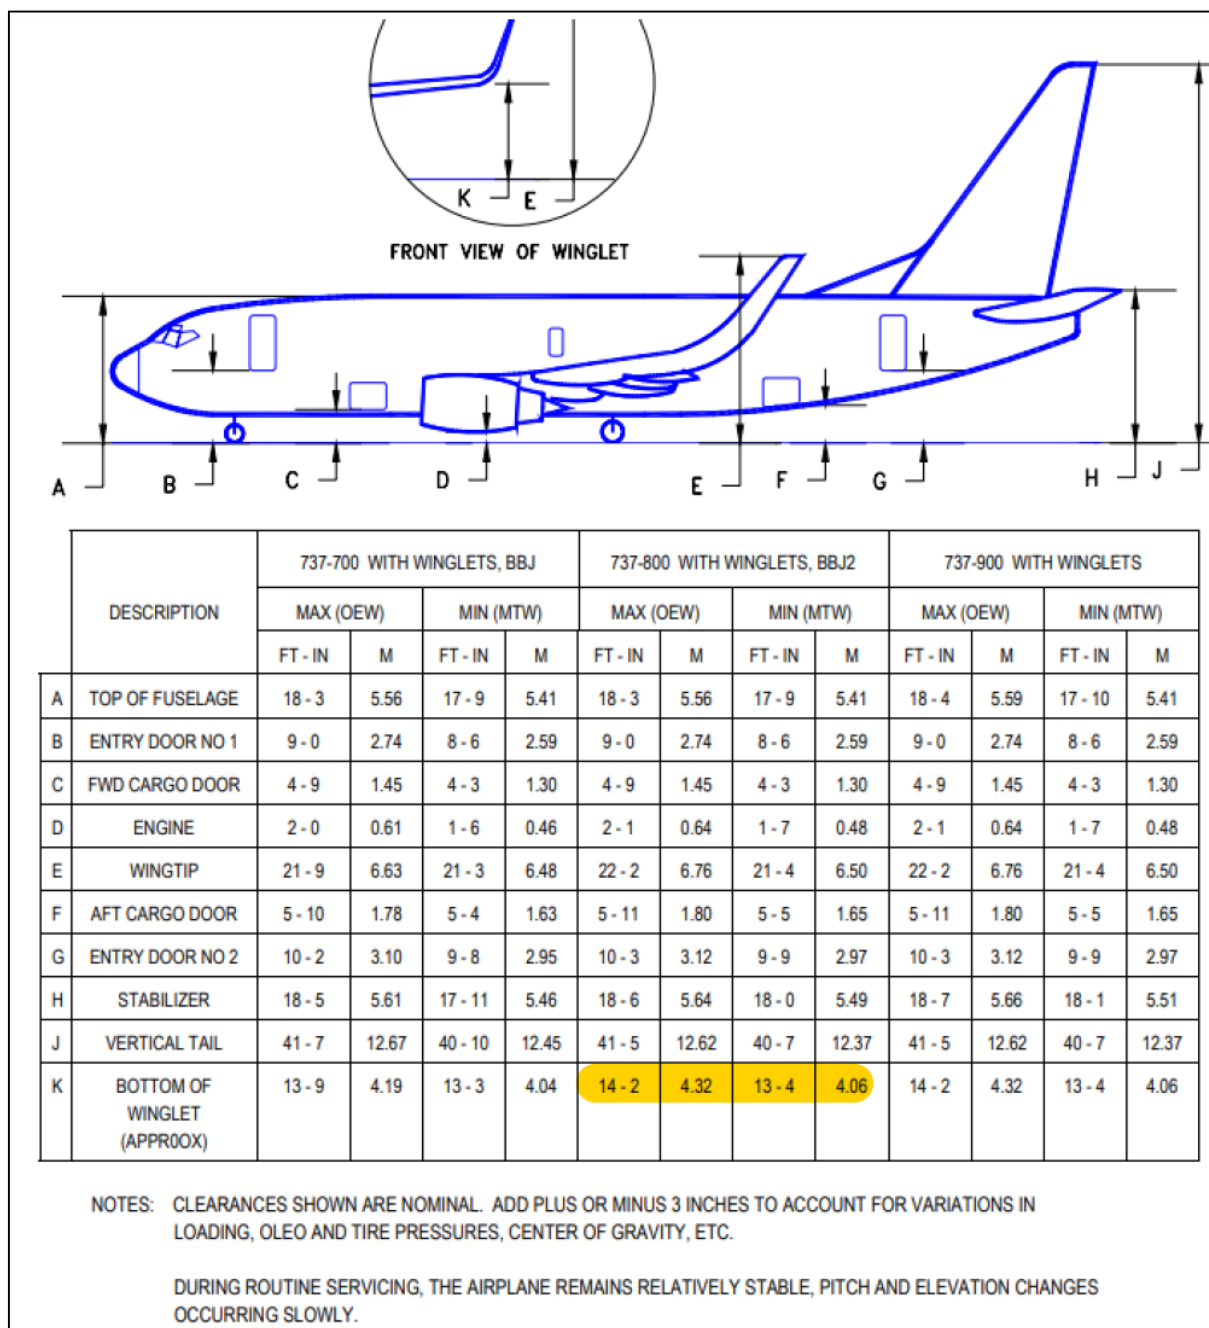 K E
FRONT VIEW OF WINGLET
A B C D E F G H J
DESCRIPTION 737-700 WITH WINGLETS, BBJ 737-800 WITH WINGLETS, BBJ2 737-900 WITH WINGLETS
MAX (OEW) MIN (MTW) MAX (OEW) MIN (MTW) MAX (OEW) MIN (MTW)
FT - IN M FT - IN M FT - IN M FT - IN M FT - IN M FT - IN M
A TOP OF FUSELAGE 18 - 3 5.56 17 - 9 5.41 18 - 3 5.56 17 - 9 5.41 18 - 4 5.59 17 - 10 5.41
B ENTRY DOOR NO 1 9 - 0 2.74 8 - 6 2.59 9 - 0 2.74 8 - 6 2.59 9 - 0 2.74 8 - 6 2.59
C FWD CARGO DOOR 4 - 9 1.45 4 - 3 1.30 4 - 9 1.45 4 - 3 1.30 4 - 9 1.45 4 - 3 1.30
D ENGINE 2 - 0 0.61 1 - 6 0.46 2 - 1 0.64 1 - 7 0.48 2 - 1 0.64 1 - 7 0.48
E WINGTIP 21 - 9 6.63 21 - 3 6.48 22 - 2 6.76 21 - 4 6.50 22 - 2 6.76 21 - 4 6.50
F AFT CARGO DOOR 5 - 10 1.78 5 - 4 1.63 5 - 11 1.80 5 - 5 1.65 5 - 11 1.80 5 - 5 1.65
G ENTRY DOOR NO 2 10 - 2 3.10 9 - 8 2.95 10 - 3 3.12 9 - 9 2.97 10 - 3 3.12 9 - 9 2.97
H STABILIZER 18 - 5 5.61 17 - 11 5.46 18 - 6 5.64 18 - 0 5.49 18 - 7 5.66 18 - 1 5.51
J VERTICAL TAIL 41 - 7 12.67 40 - 10 12.45 41 - 5 12.62 40 - 7 12.37 41 - 5 12.62 40 - 7 12.37
K BOTTOM OF 13 - 9 4.19 13 - 3 4.04 14 - 2 4.32 13 - 4 4.06 14 - 2 4.32 13 - 4 4.06
WINGLET
(APPR0OX)
NOTES: CLEARANCES SHOWN ARE NOMINAL. ADD PLUS OR MINUS 3 INCHES TO ACCOUNT FOR VARIATIONS IN
LOADING, OLEO AND TIRE PRESSURES, CENTER OF GRAVITY, ETC.
DURING ROUTINE SERVICING, THE AIRPLANE REMAINS RELATIVELY STABLE, PITCH AND ELEVATION CHANGES
OCCURRING SLOWLY.